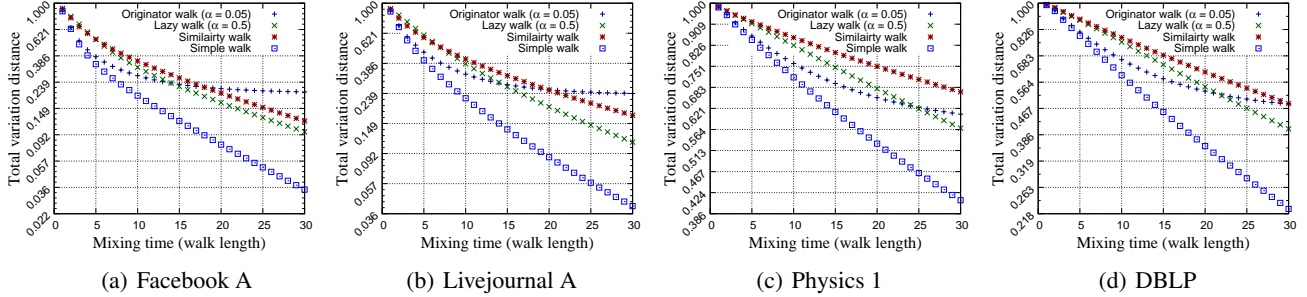 Total variation distance
1.000
0.621
0.386
0.239
0.149
0.092
0.057
0.036
0.022
Originator walk (α = 0.05)
Lazy walk (α = 0.5)
Similairty walk
Simple walk
0 5 10 15 20 25 30
Mixing time (walk length)
(a) Facebook A
Total variation distance
1.000
0.621
0.386
0.239
0.149
0.092
0.057
0.036
Originator walk (α = 0.05)
Lazy walk (α = 0.5)
Similairty walk
Simple walk
0 5 10 15 20 25 30
Mixing time (walk length)
(b) Livejournal A
Total variation distance
1.000
0.909
0.826
0.751
0.683
0.621
0.564
0.513
0.467
0.424
0.386
Originator walk (α = 0.05)
Lazy walk (α = 0.5)
Similairty walk
Simple walk
0 5 10 15 20 25 30
Mixing time (walk length)
(c) Physics 1
Total variation distance
1.000
0.826
0.683
0.564
0.467
0.386
0.319
0.263
0.218
Originator walk (α = 0.05)
Lazy walk (α = 0.5)
Similairty walk
Simple walk
0 5 10 15 20 25 30
Mixing time (walk length)
(d) DBLP